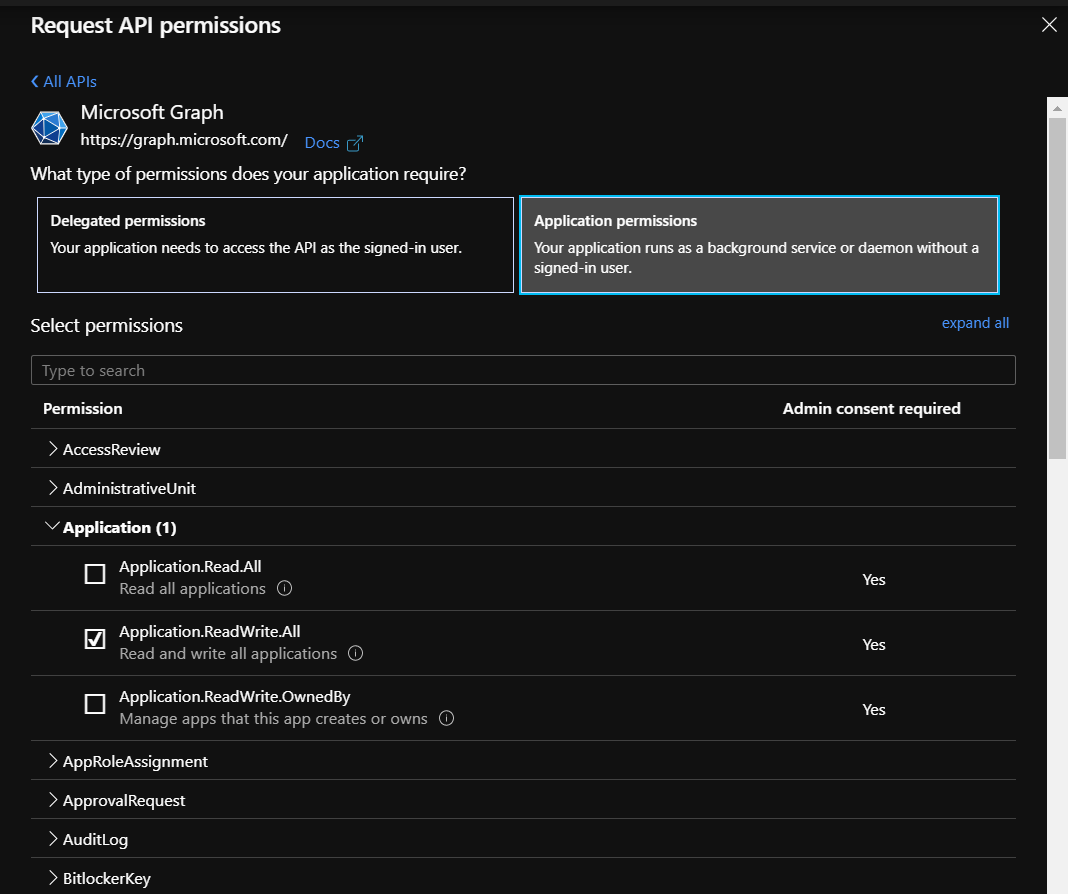 Request API permissions
All APIs
Microsoft Graph
https://graph.microsoft.com/ Docs
What type of permissions does your application require?
Delegated permissions
Your application needs to access the API as the signed-in user.
Application permissions
Your application runs as a background service or daemon without a
signed-in user.
Select permissions
expand all
Type to search
Permission Admin consent required
AccessReview
AdministrativeUnit
Application (1)
Application.Read.All
Read all applications
Yes
Application.ReadWrite.All
Read and write all applications
Yes
Application.ReadWrite.OwnedBy
Manage apps that this app creates or owns
Yes
AppRoleAssignment
ApprovalRequest
AuditLog
BitlockerKey